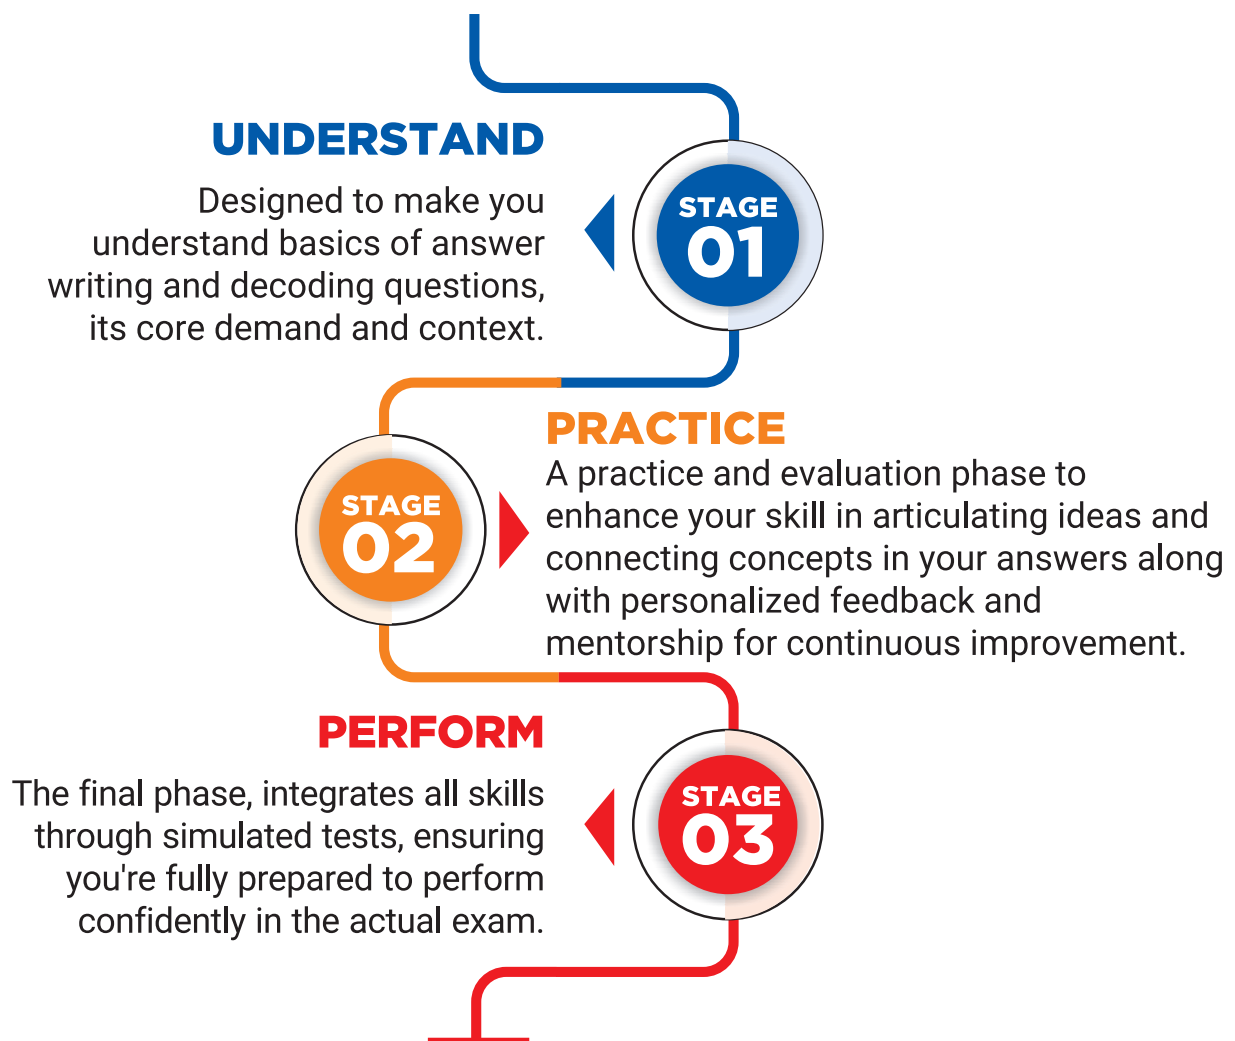 UNDERSTAND
Designed to make you
understand basics of answer
writing and decoding questions,
its core demand and context.
STAGE
01
PRACTICE
A practice and evaluation phase to
enhance your skill in articulating ideas and
connecting concepts in your answers along
with personalized feedback and
mentorship for continuous improvement.
STAGE
02
PERFORM
The final phase, integrates all skills
through simulated tests, ensuring
you're fully prepared to perform
confidently in the actual exam.
STAGE
03